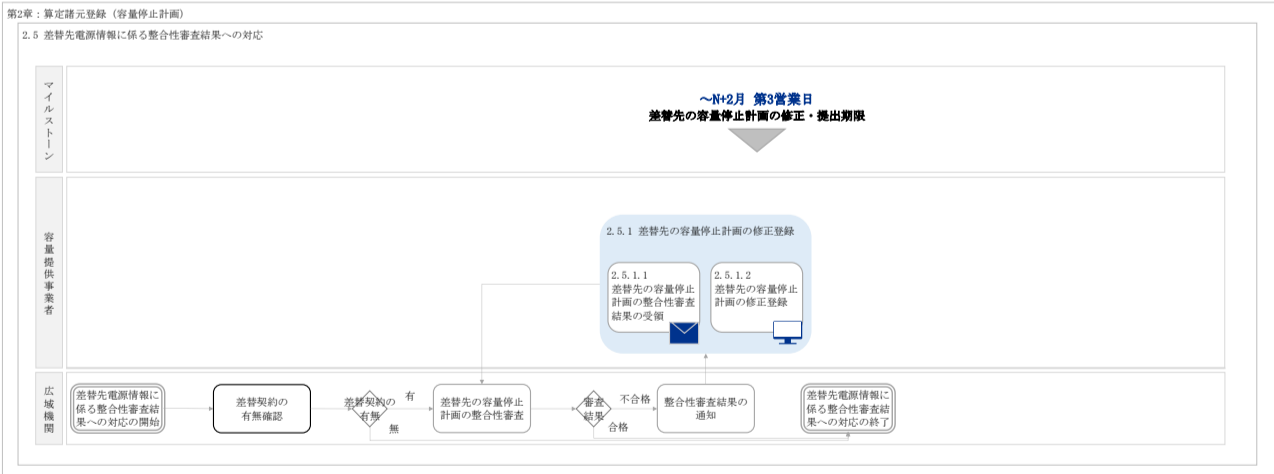 第2章：算定諸元登録（容量停止計画）
2.5 差替先電源情報に係る整合性審査結果への対応
マイルストーン
～N+2月 第3営業日
差替先の容量停止計画の修正・提出期限
容量提供事業者
2.5.1 差替先の容量停止計画の修正登録
2.5.1.1
差替先の容量停止
計画の整合性審査
結果の受領
2.5.1.2
差替先の容量停止
計画の修正登録
広域機関
差替先電源情報に
係る整合性審査結
果への対応の開始
差替契約の
有無確認
差替契約の
有無
有
無
差替先の容量停止
計画の整合性審査
審査
結果
不合格
合格
整合性審査結果の
通知
差替先電源情報に
係る整合性審査結
果への対応の終了